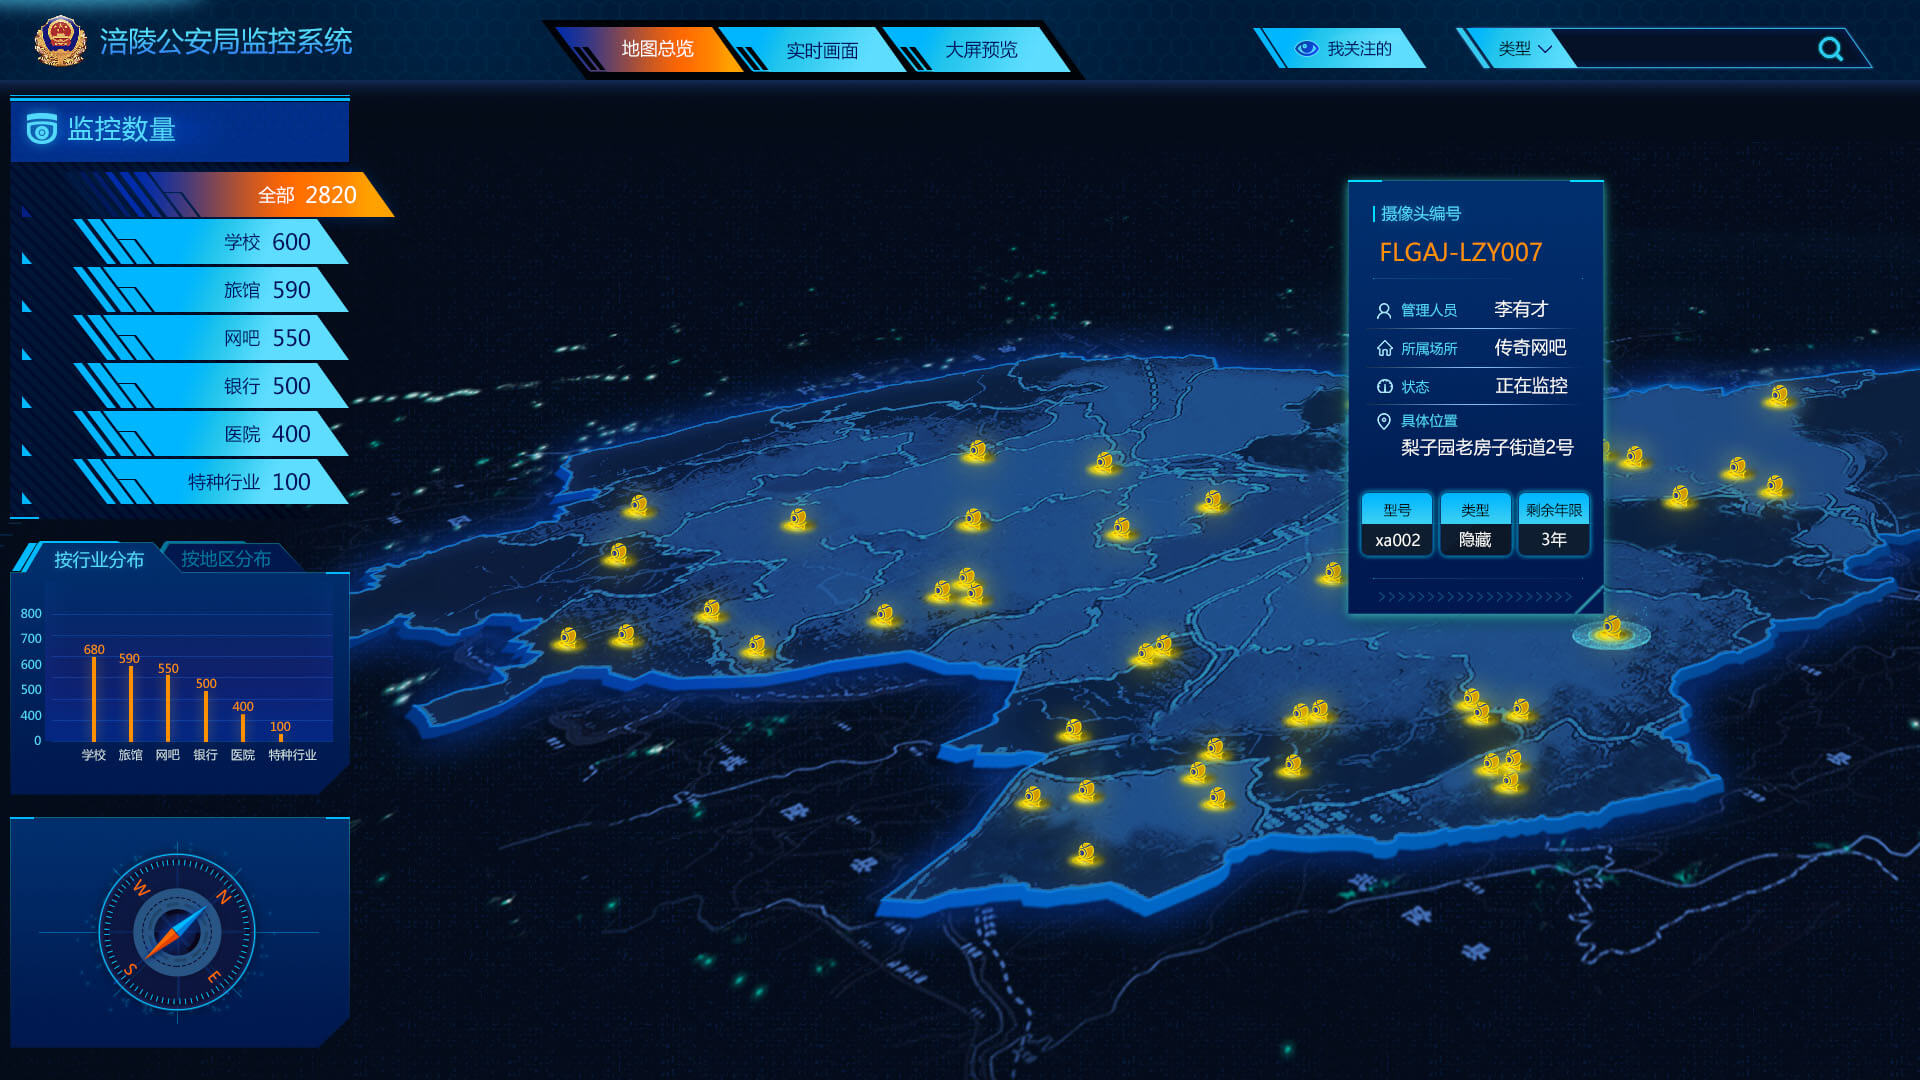 涪陵公安局监控系统
地图总览
实时画面
大屏预览
我关注的
类型
监控数量
全部 2820
学校 600
旅馆 590
网吧 550
银行 500
医院 400
特种行业 100
按行业分布
按地区分布
800
700
600
500
400
0
680
590
550
500
400
100
学校
旅馆
网吧
银行
医院
特种行业
W
N
S
E
摄像头编号
FLGAJ-LZY007
管理人员 李有才
所属场所 传奇网吧
状态 正在监控
具体位置
梨子园老房子街道2号
型号
类型
剩余年限
xa002
隐藏
3年